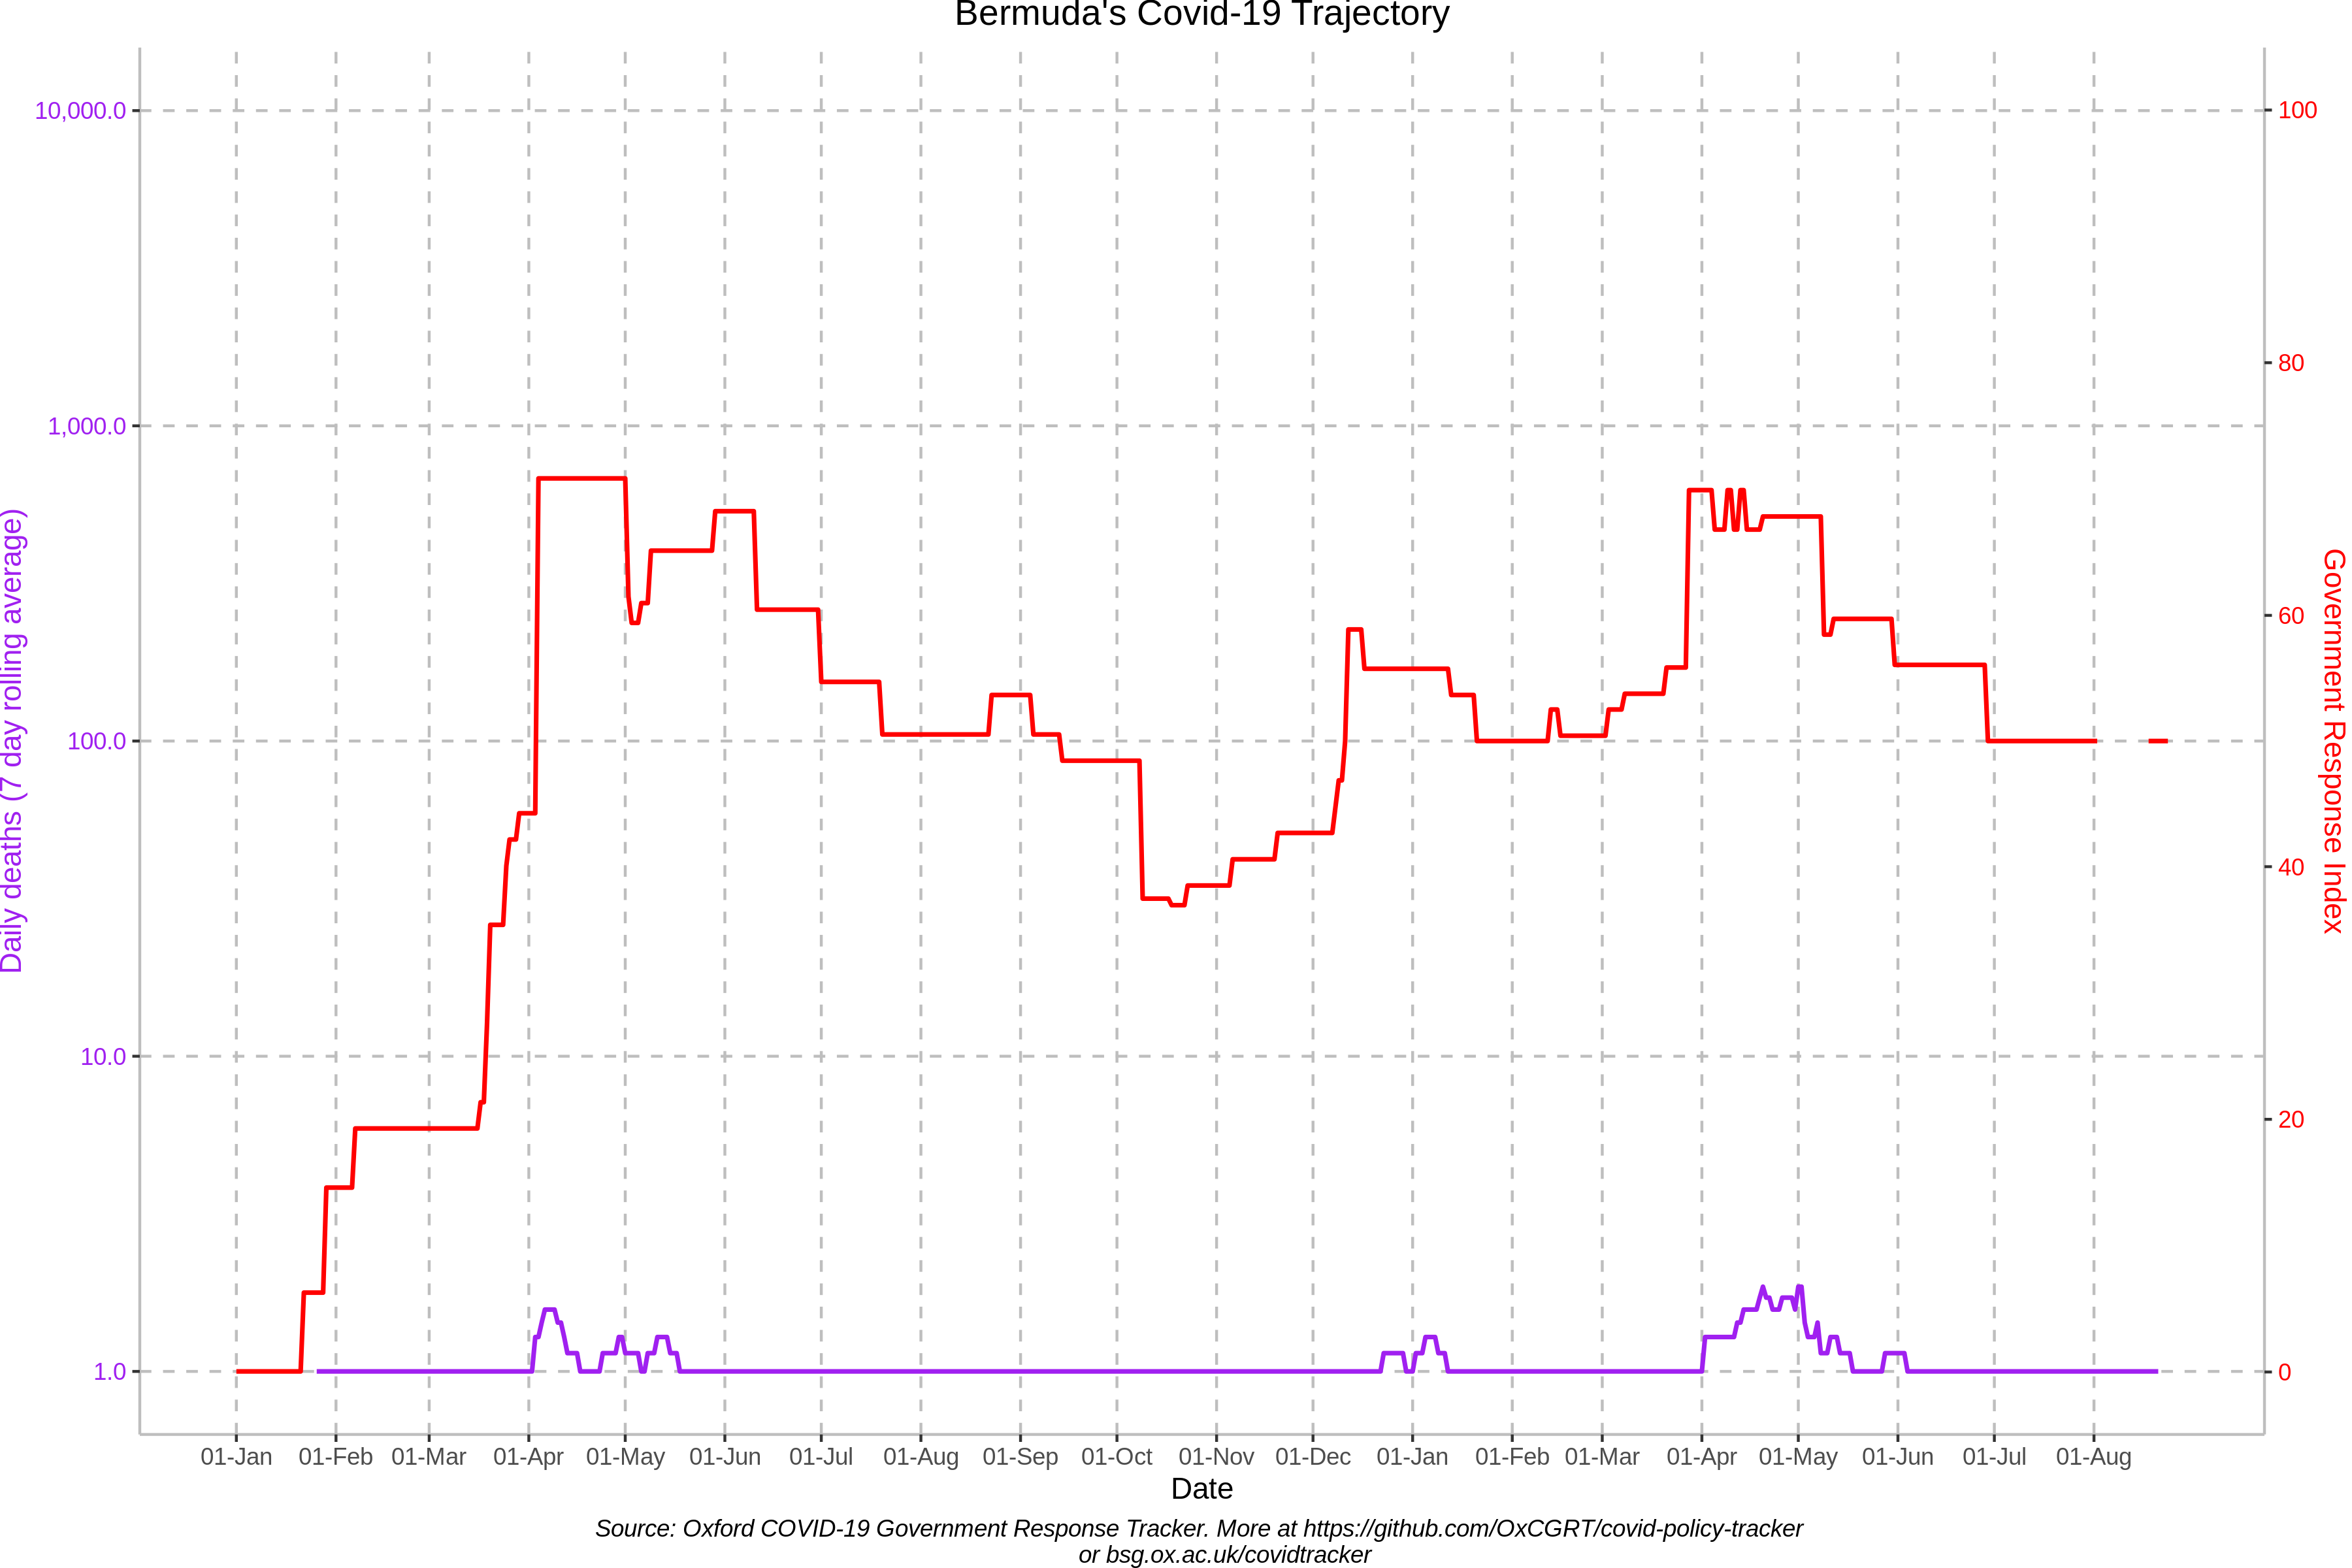 Bermuda's Covid-19 Trajectory
10,000.0
1,000.0
100.0
10.0
1.0
Daily deaths (7 day rolling average)
100
80
60
40
20
0
Government Response Index
01-Jan 01-Feb 01-Mar 01-Apr 01-May 01-Jun 01-Jul 01-Aug 01-Sep 01-Oct 01-Nov 01-Dec 01-Jan 01-Feb 01-Mar 01-Apr 01-May 01-Jun 01-Jul 01-Aug
Date
Source: Oxford COVID-19 Government Response Tracker. More at https://github.com/OxCGRT/covid-policy-tracker
or bsg.ox.ac.uk/covidtracker